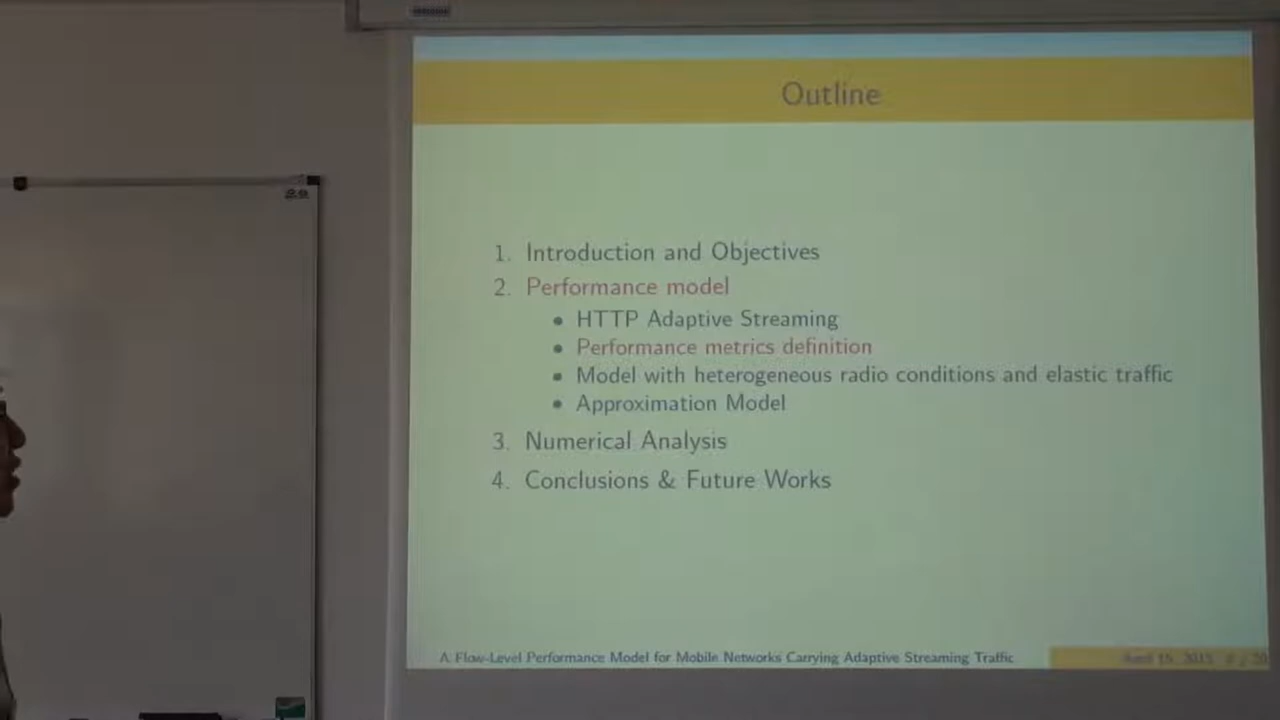 Outline
1. Introduction and Objectives
2. Performance model
• HTTP Adaptive Streaming
• Performance metrics definition
• Model with heterogeneous radio conditions and elastic traffic
• Approximation Model
3. Numerical Analysis
4. Conclusions & Future Works
A Flow-Level Performance Model for Mobile Networks Carrying Adaptive Streaming Traffic